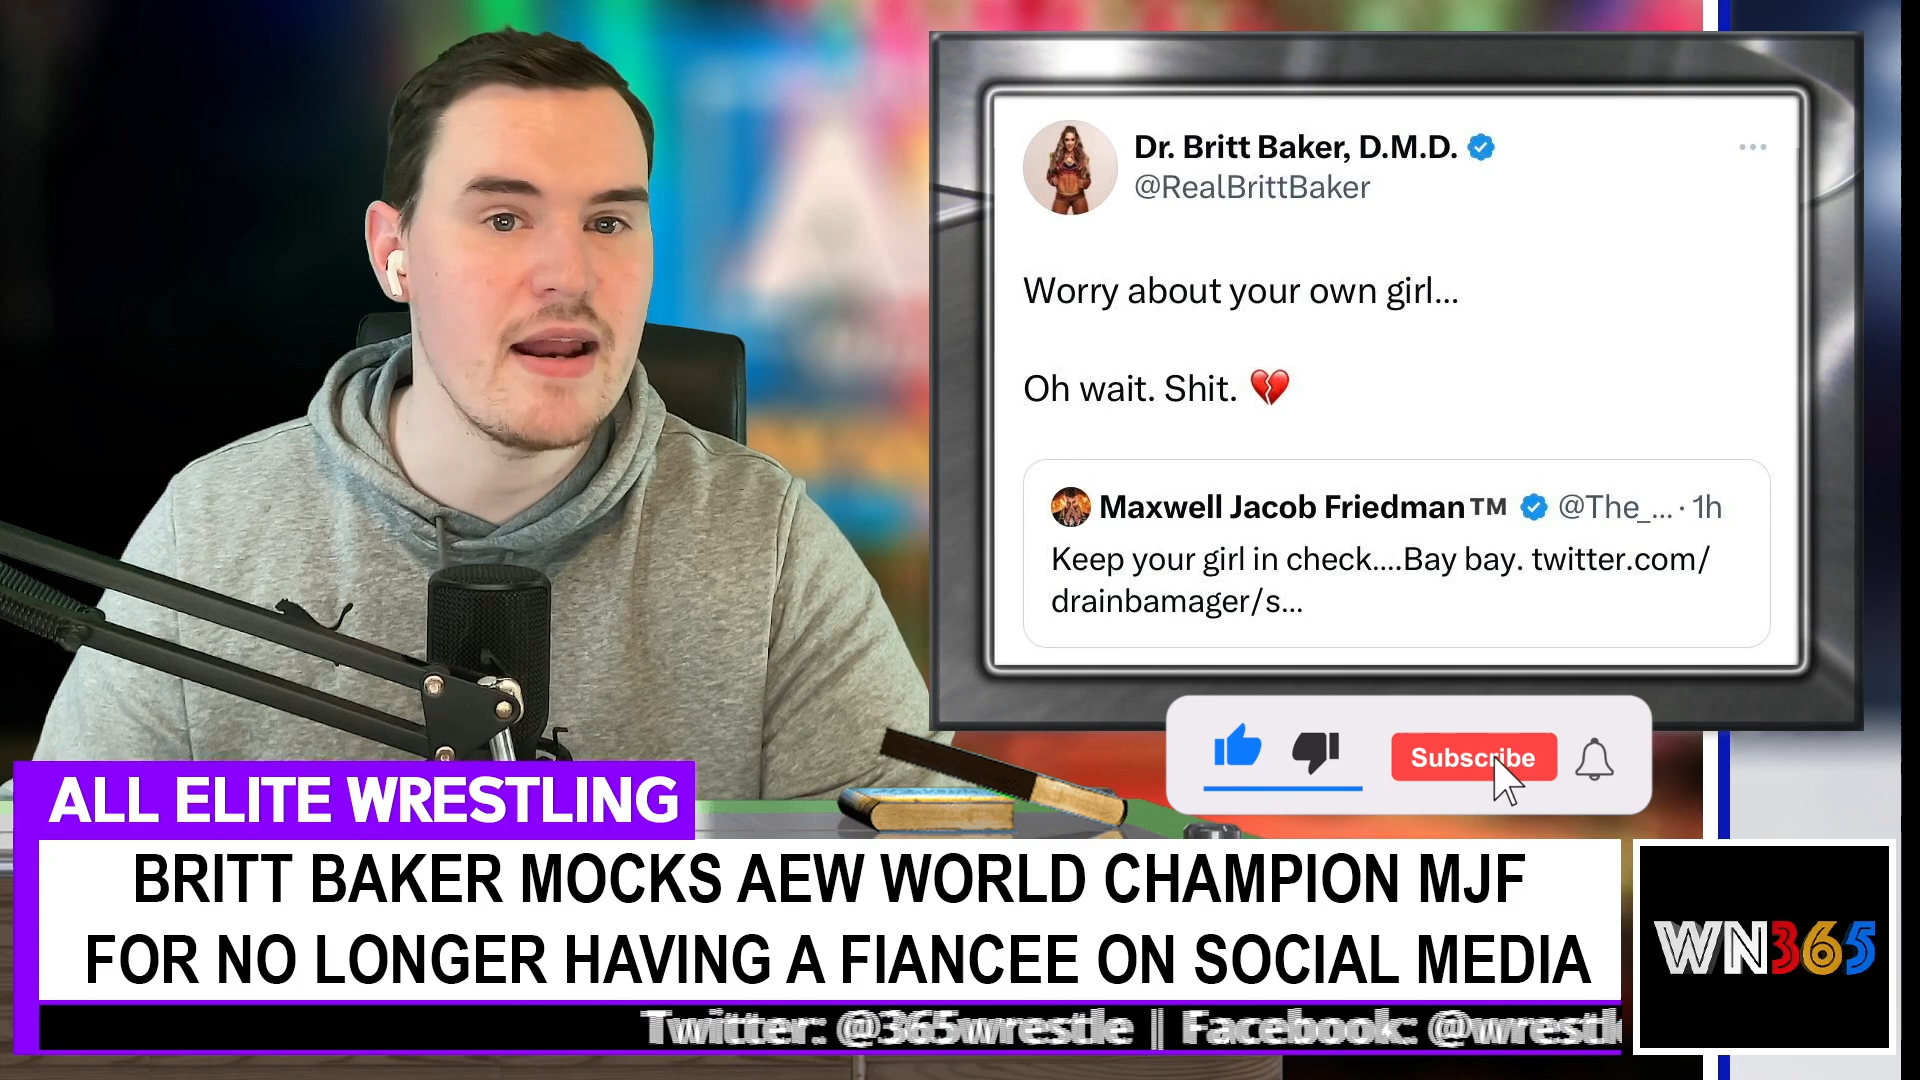 Dr. Britt Baker, D.M.D.
@RealBrittBaker
Worry about your own girl...
Oh wait. Shit. 💔
Maxwell Jacob Friedman™ @The_... · 1h
Keep your girl in check....Bay bay. twitter.com/
drainbamager/s...
Subscribe
ALL ELITE WRESTLING
BRITT BAKER MOCKS AEW WORLD CHAMPION MJF
FOR NO LONGER HAVING A FIANCEE ON SOCIAL MEDIA
WN365
Twitter: @365wrestle | Facebook: @wrestl